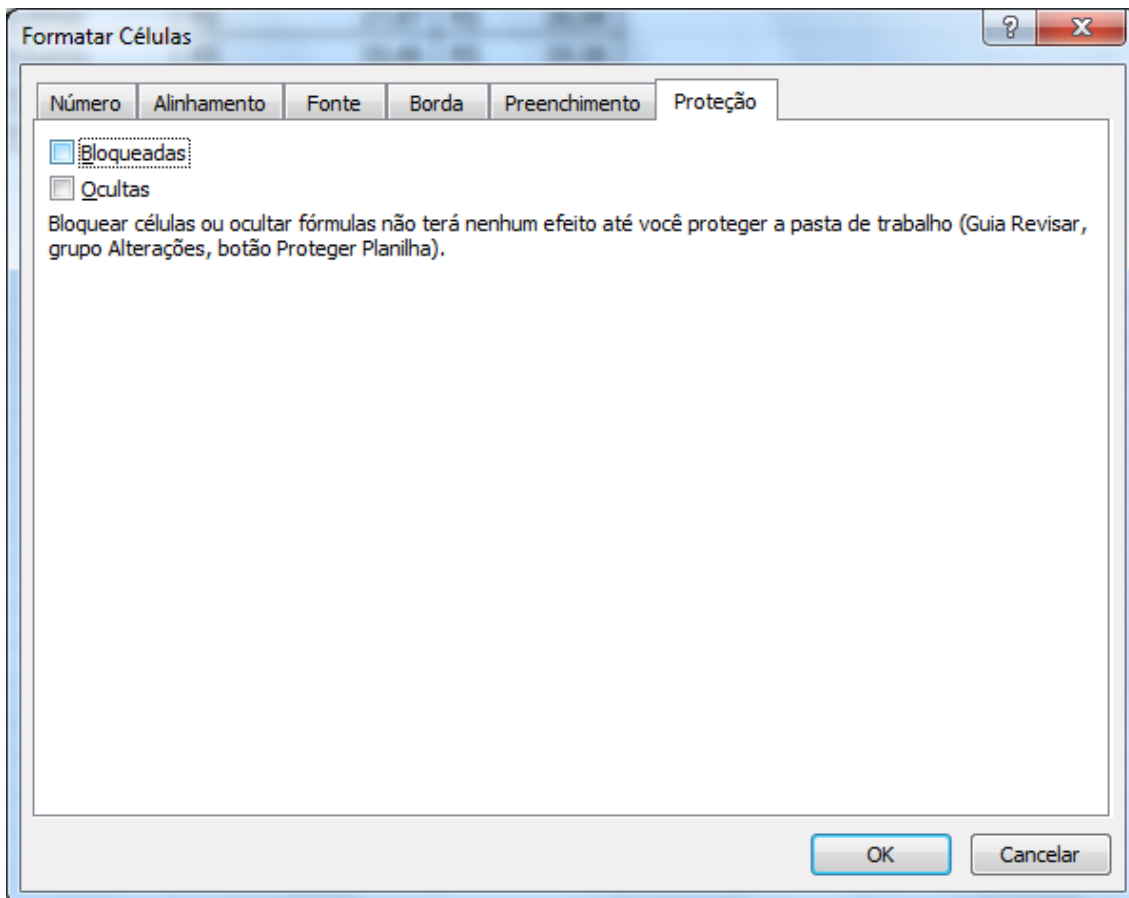 Formatar Células
Número Alinhamento Fonte Borda Preenchimento Proteção
Bloqueadas
Ocultas
Bloquear células ou ocultar fórmulas não terá nenhum efeito até você proteger a pasta de trabalho (Guia Revisar,
grupo Alterações, botão Proteger Planilha).
OK Cancelar